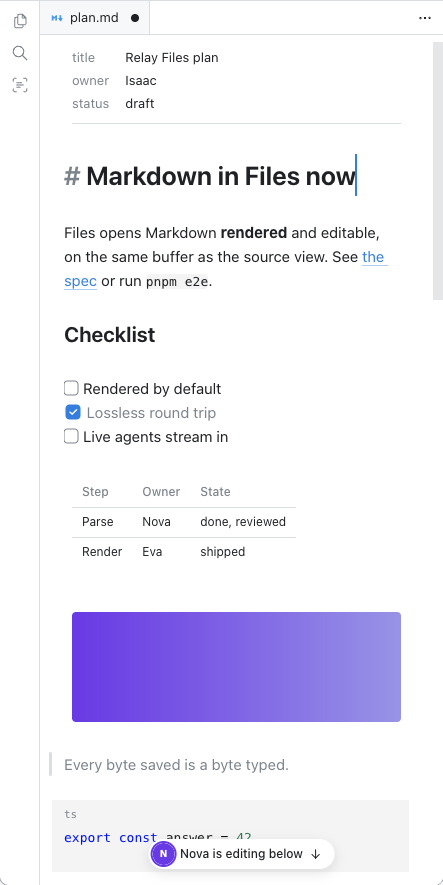 plan.md
title Relay Files plan
owner Isaac
status draft
# Markdown in Files now
Files opens Markdown rendered and editable,
on the same buffer as the source view. See the
spec or run pnpm e2e.
Checklist
Rendered by default
Lossless round trip
Live agents stream in
Step Owner State
Parse Nova done, reviewed
Render Eva shipped
Every byte saved is a byte typed.
ts
export const answer = 42
N Nova is editing below ↓